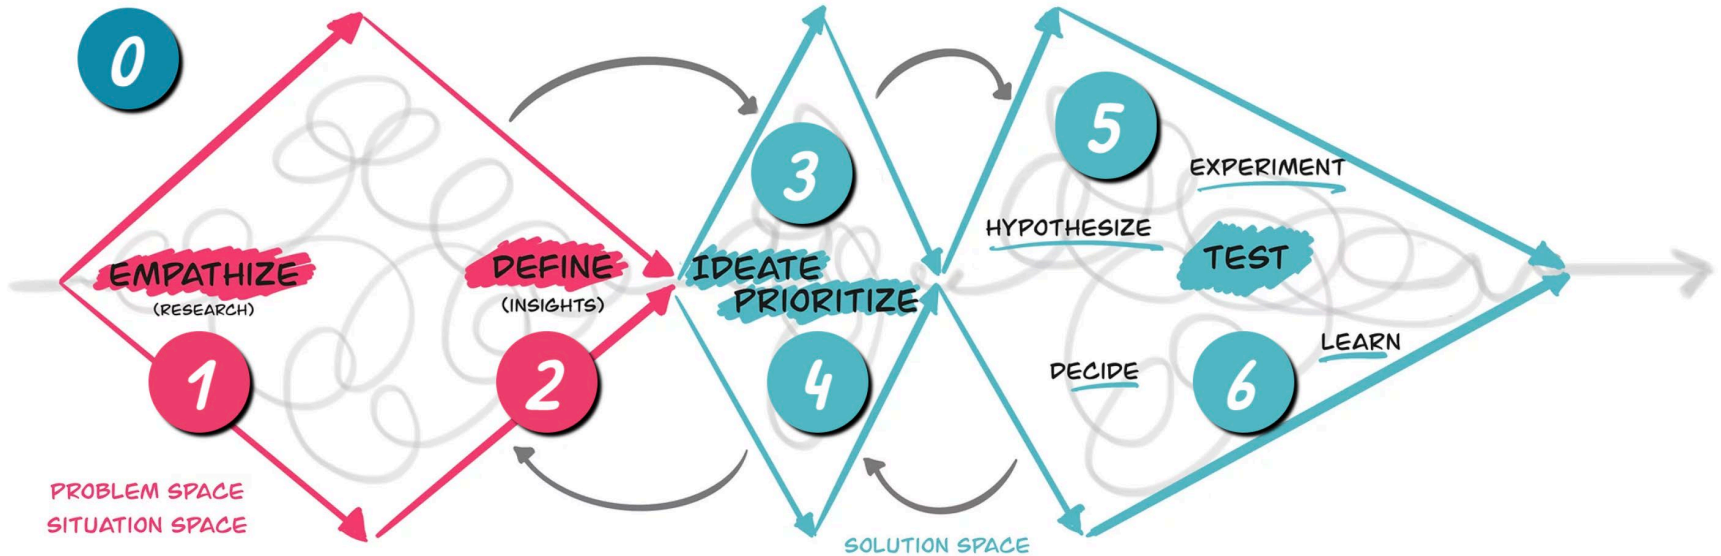 0
EMPATHIZE
(RESEARCH)
1
DEFINE
(INSIGHTS)
2
PROBLEM SPACE
SITUATION SPACE
3
IDEATE
PRIORITIZE
4
SOLUTION SPACE
5
EXPERIMENT
HYPOTHESIZE
TEST
LEARN
DECIDE
6